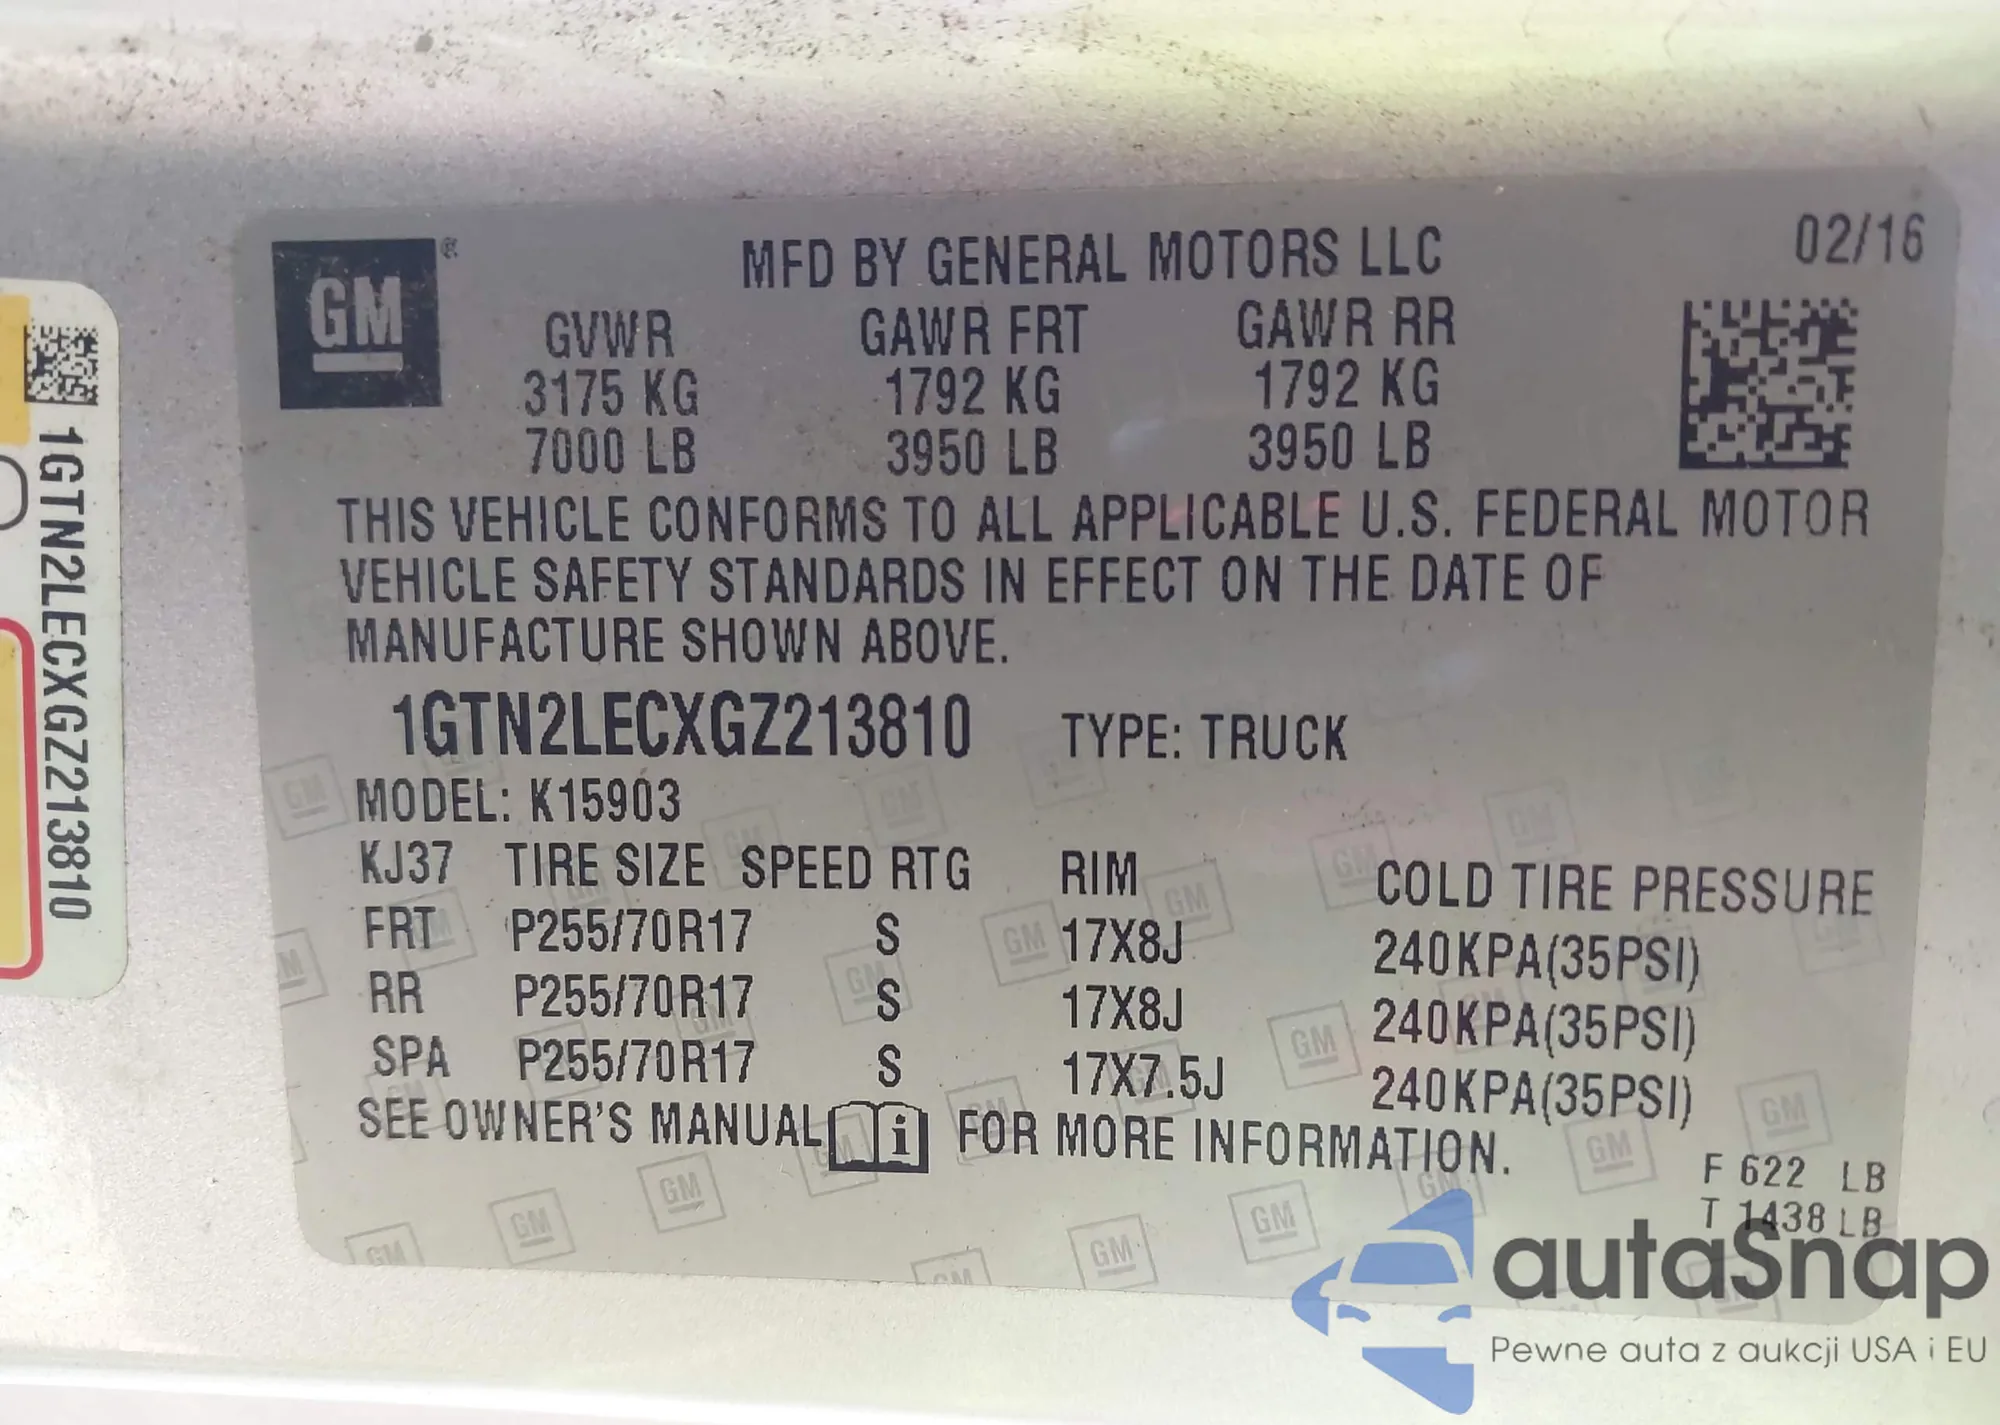 GM®
MFD BY GENERAL MOTORS LLC
02/16
GVWR GAWR FRT GAWR RR
3175 KG 1792 KG 1792 KG
7000 LB 3950 LB 3950 LB
THIS VEHICLE CONFORMS TO ALL APPLICABLE U.S. FEDERAL MOTOR
VEHICLE SAFETY STANDARDS IN EFFECT ON THE DATE OF
MANUFACTURE SHOWN ABOVE.
1GTN2LECXGZ213810 TYPE: TRUCK
MODEL: K15903
KJ37 TIRE SIZE SPEED RTG RIM COLD TIRE PRESSURE
FRT P255/70R17 S 17X8J 240KPA(35PSI)
RR P255/70R17 S 17X8J 240KPA(35PSI)
SPA P255/70R17 S 17X7.5J 240KPA(35PSI)
SEE OWNER'S MANUAL i FOR MORE INFORMATION.
F 622 LB
T 1438 LB
1GTN2LECXGZ213810
autaSnap
Pewne auta z aukcji USA i EU